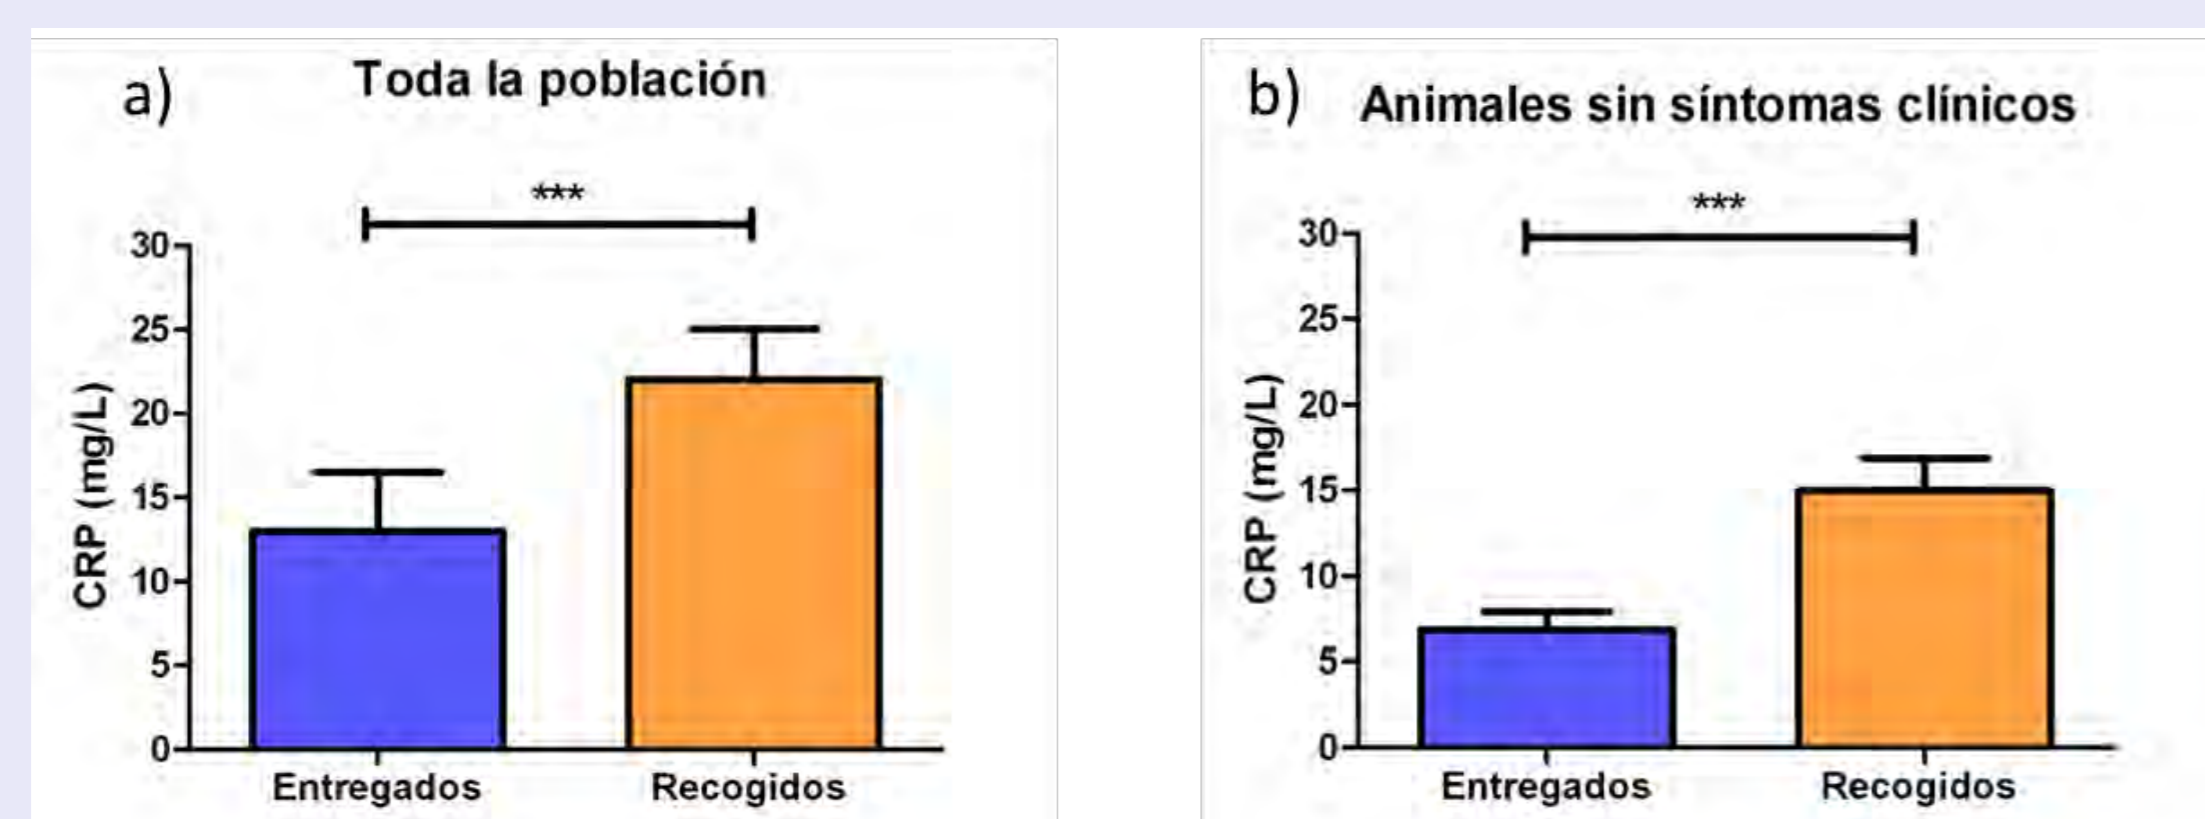 a)
Toda la población
***
30
25
20
15
10
5
0
CRP (mg/L)
Entregados
Recogidos
b)
Animales sin síntomas clínicos
***
30
25
20
15
10
5
0
CRP (mg/L)
Entregados
Recogidos